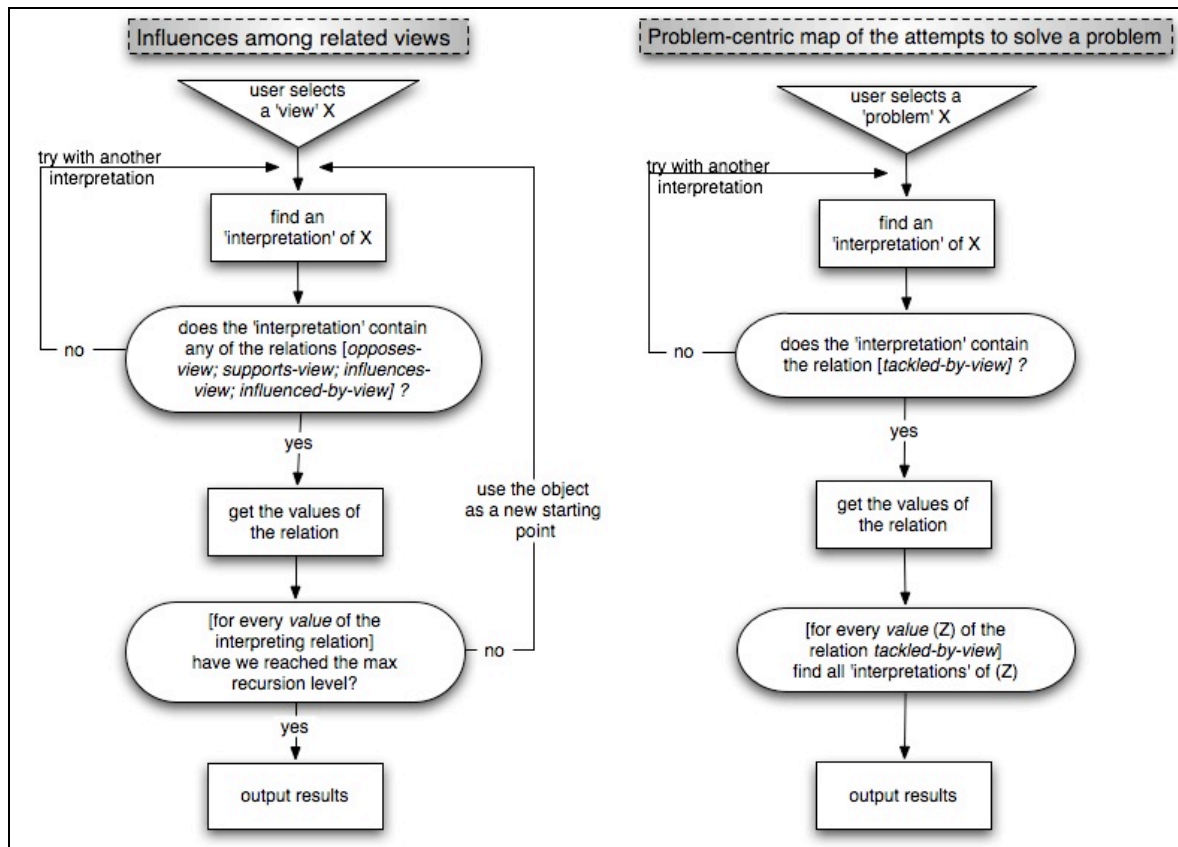 Influences among related views
user selects
a 'view' X
try with another
interpretation
find an
'interpretation' of X
does the 'interpretation' contain
any of the relations [opposes-
view; supports-view; influences-
view; influenced-by-view] ?
no
yes
get the values of
the relation
use the object
as a new starting
point
[for every value of the
interpreting relation]
have we reached the max
recursion level?
no
yes
output results
Problem-centric map of the attempts to solve a problem
user selects a
'problem' X
try with another
interpretation
find an
'interpretation' of X
does the 'interpretation' contain
the relation [tackled-by-view] ?
no
yes
get the values of
the relation
[for every value (Z) of the
relation tackled-by-view]
find all 'interpretations' of (Z)
output results